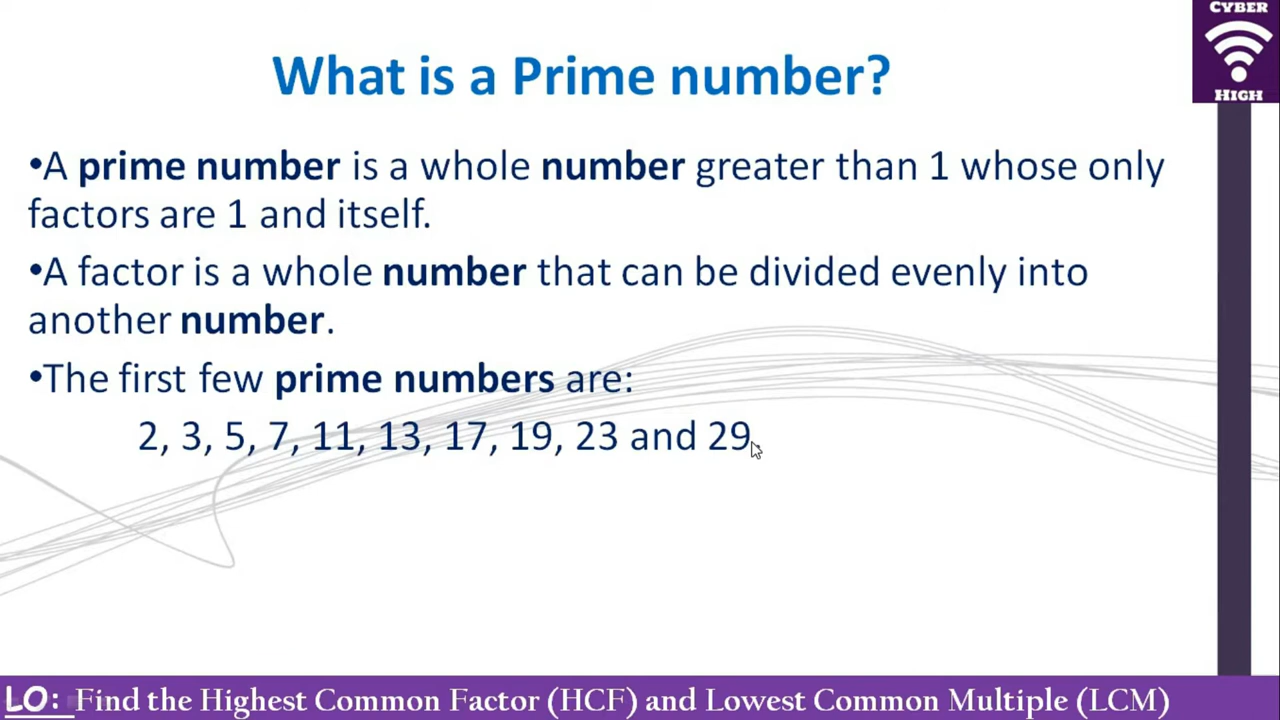 CYBER
HIGH
What is a Prime number?
•A prime number is a whole number greater than 1 whose only
factors are 1 and itself.
•A factor is a whole number that can be divided evenly into
another number.
•The first few prime numbers are:
2, 3, 5, 7, 11, 13, 17, 19, 23 and 29.
LO: Find the Highest Common Factor (HCF) and Lowest Common Multiple (LCM)